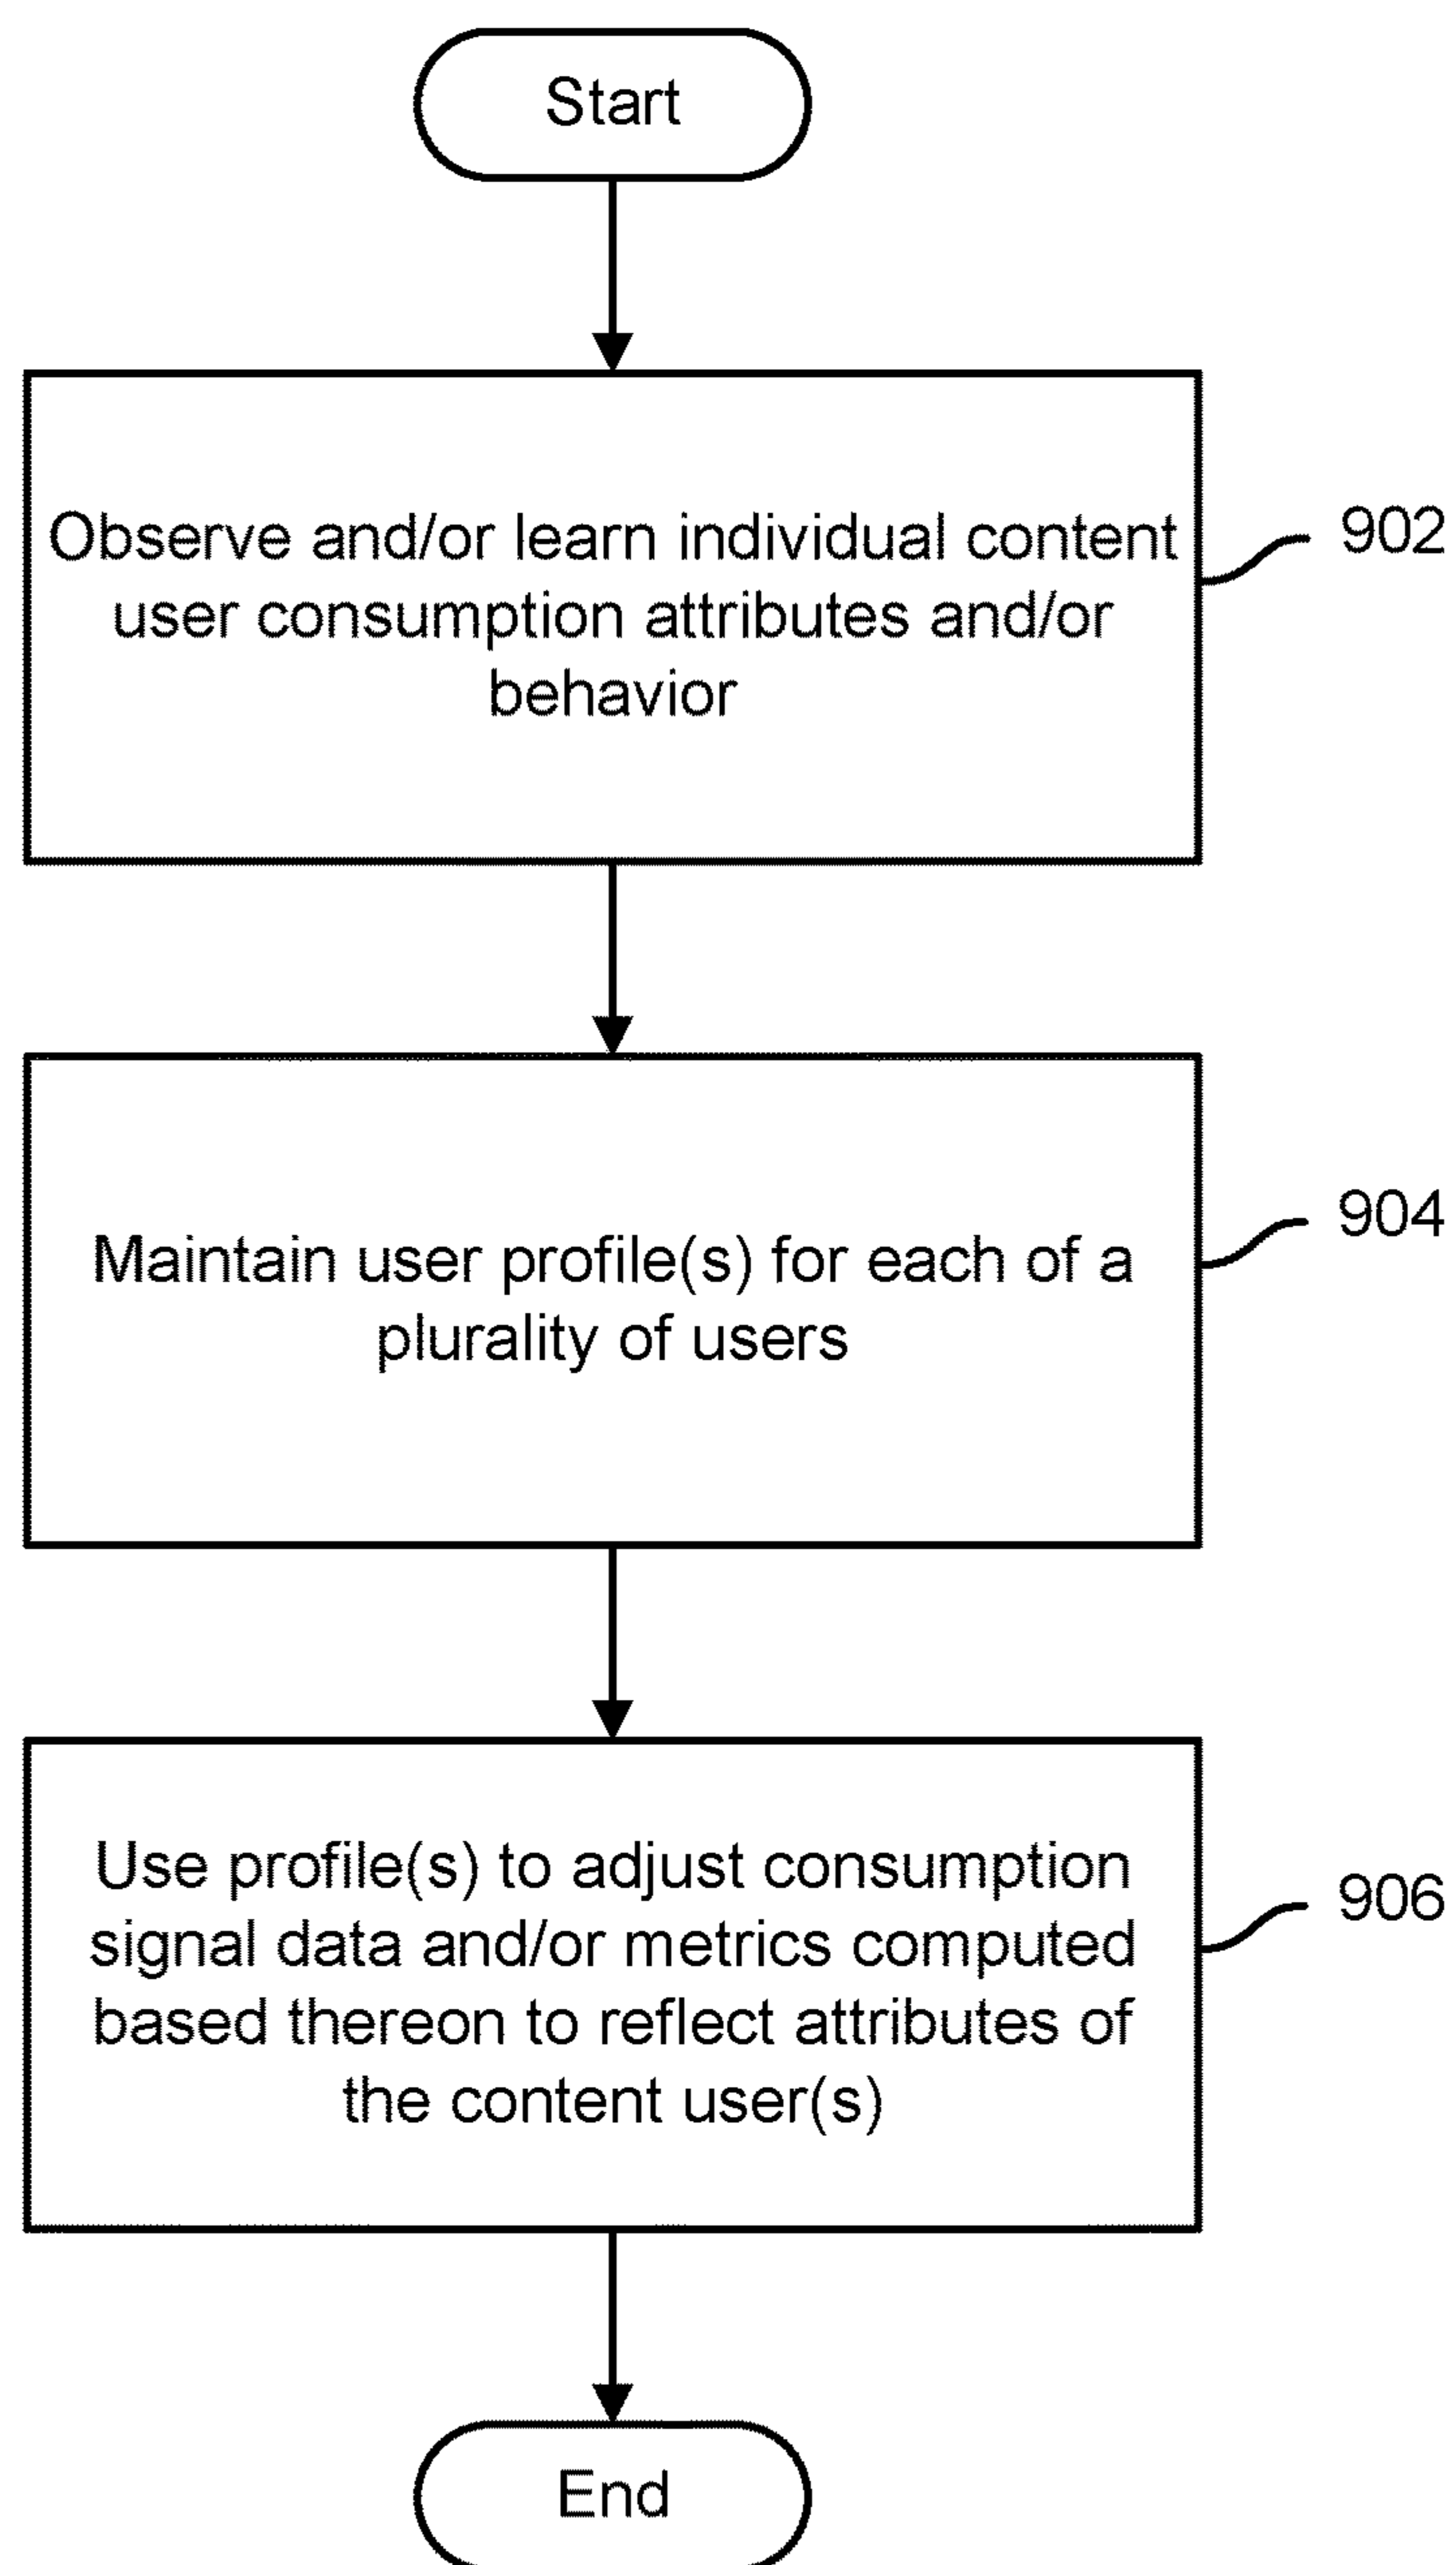 Start
Observe and/or learn individual content
user consumption attributes and/or
behavior
902
Maintain user profile(s) for each of a
plurality of users
904
Use profile(s) to adjust consumption
signal data and/or metrics computed
based thereon to reflect attributes of
the content user(s)
906
End